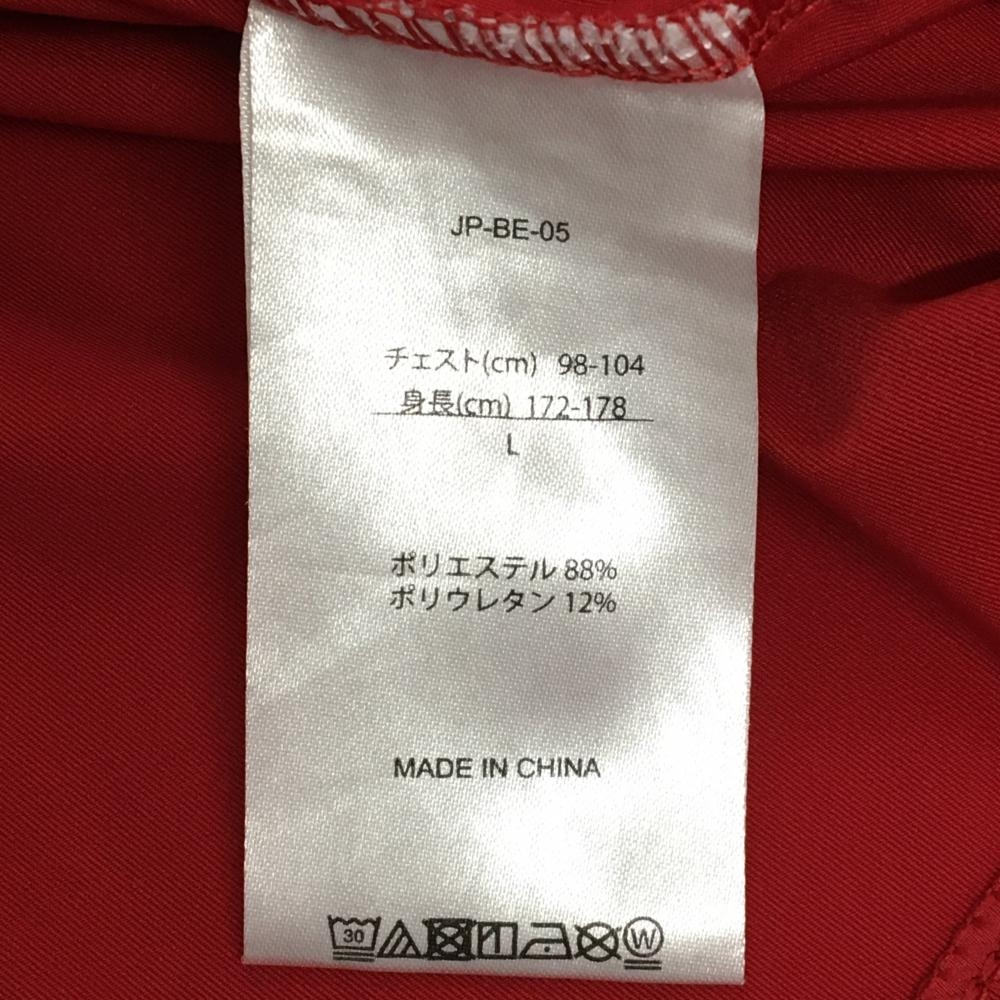 JP-BE-05
チェスト(cm) 98-104
身長(cm) 172-178
L
ポリエステル 88%
ポリウレタン 12%
MADE IN CHINA
30
W